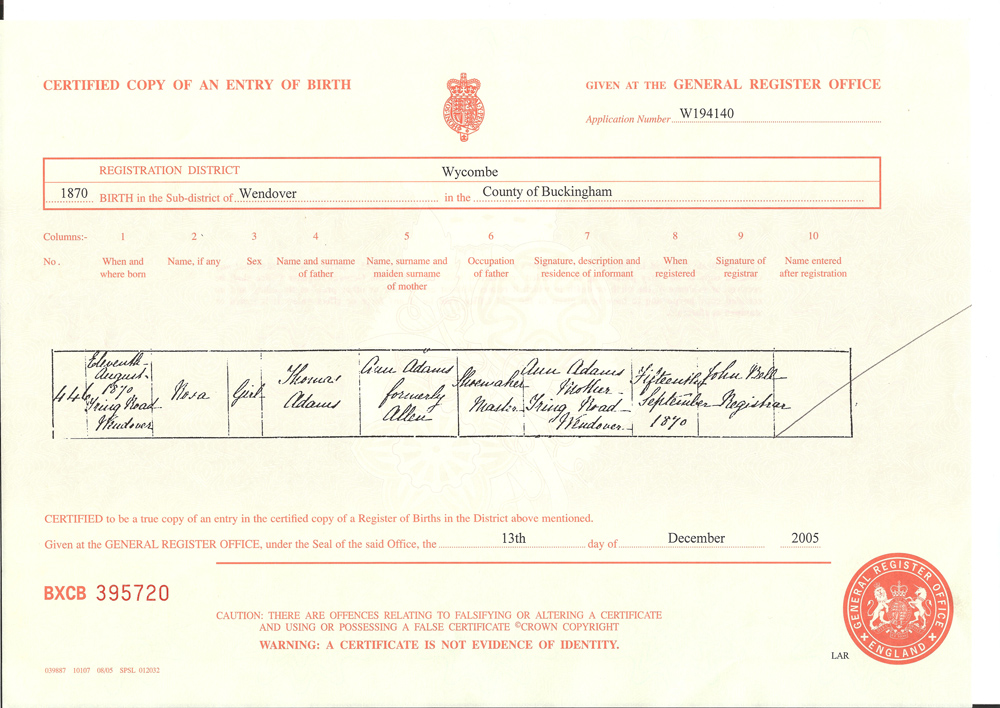 CERTIFIED COPY OF AN ENTRY OF BIRTH
GIVEN AT THE GENERAL REGISTER OFFICE
Application Number W194140
REGISTRATION DISTRICT Wycombe
1870 BIRTH in the Sub-district of Wendover in the County of Buckingham
Columns:- 1 2 3 4 5 6 7 8 9 10
No. When and where born
Name, if any
Sex
Name and surname of father
Name, surname and maiden surname of mother
Occupation of father
Signature, description and residence of informant
When registered
Signature of registrar
Name entered after registration
446
Eleventh
August
1870
Tring Road
Wendover
Rosa
Girl
Thomas
Adams
Ann Adams
formerly
Allen
Shoemaker
Master
Ann Adams
Mother
Tring Road
Wendover
Fifteenth
September
1870
John Bell
Registrar
CERTIFIED to be a true copy of an entry in the certified copy of a Register of Births in the District above mentioned.
Given at the GENERAL REGISTER OFFICE, under the Seal of the said Office, the 13th day of December 2005
BXCB 395720
CAUTION: THERE ARE OFFENCES RELATING TO FALSIFYING OR ALTERING A CERTIFICATE
AND USING OR POSSESSING A FALSE CERTIFICATE ©CROWN COPYRIGHT
WARNING: A CERTIFICATE IS NOT EVIDENCE OF IDENTITY.
GENERAL REGISTER OFFICE
ENGLAND
LAR
039887 10107 08/05 SPSL 012032